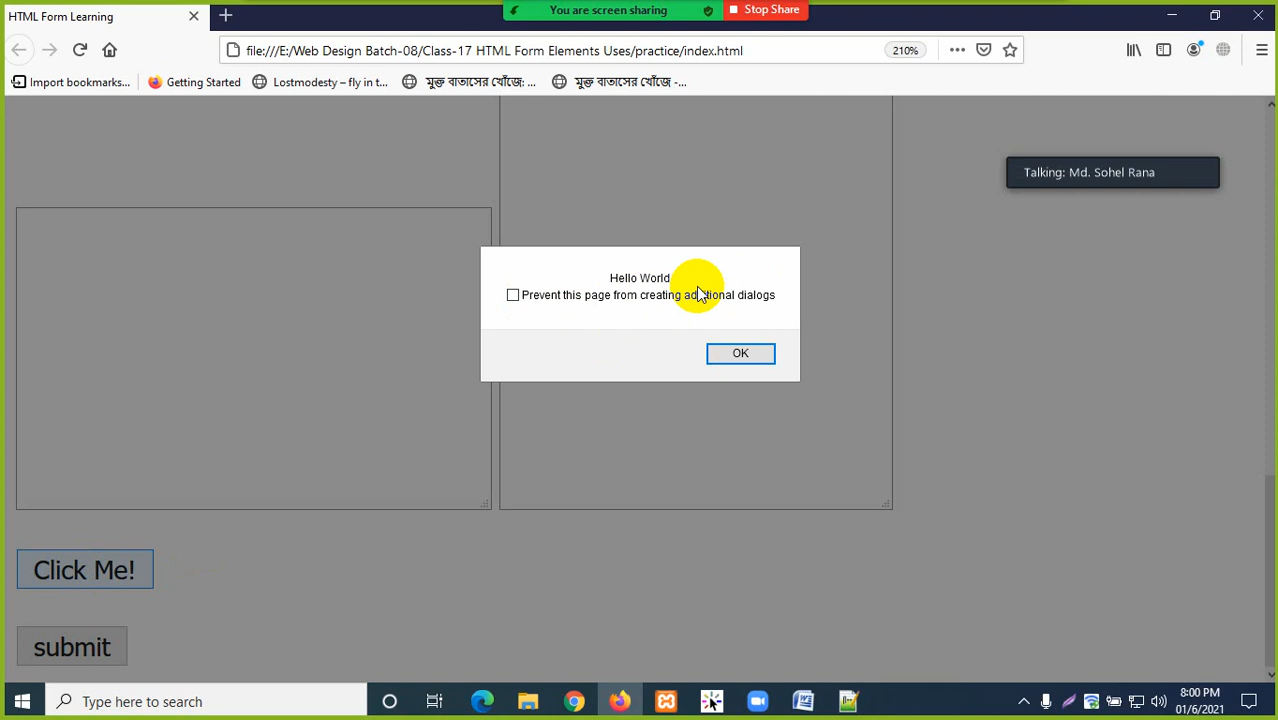 You are screen sharing
Stop Share
HTML Form Learning
file:///E:/Web Design Batch-08/Class-17 HTML Form Elements Uses/practice/index.html
210%
Import bookmarks...
Getting Started
Lostmodesty – fly in t...
মুক্ত বাতাসের খোঁজে: ...
মুক্ত বাতাসের খোঁজে -...
Talking: Md. Sohel Rana
Hello World
Prevent this page from creating additional dialogs
OK
Click Me!
submit
Type here to search
8:00 PM
01/6/2021